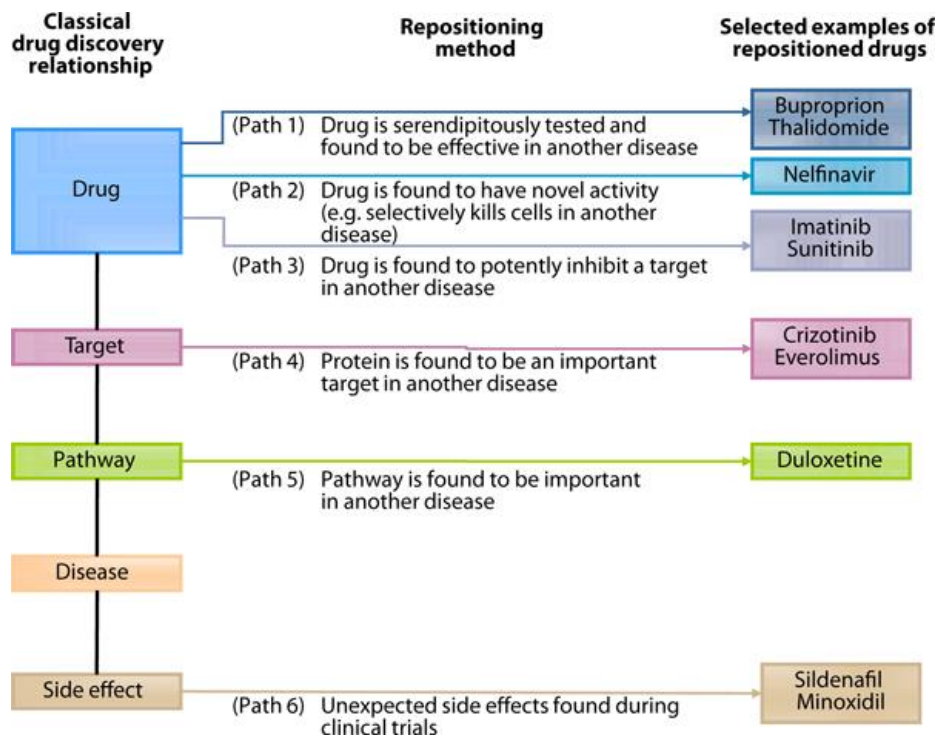 Classical
drug discovery
relationship
Repositioning
method
Selected examples of
repositioned drugs
Drug
(Path 1) Drug is serendipitously tested and
found to be effective in another disease
Buproprion
Thalidomide
(Path 2) Drug is found to have novel activity
(e.g. selectively kills cells in another
disease)
Nelfinavir
(Path 3) Drug is found to potently inhibit a target
in another disease
Imatinib
Sunitinib
Target
(Path 4) Protein is found to be an important
target in another disease
Crizotinib
Everolimus
Pathway
(Path 5) Pathway is found to be important
in another disease
Duloxetine
Disease
Side effect
(Path 6) Unexpected side effects found during
clinical trials
Sildenafil
Minoxidil